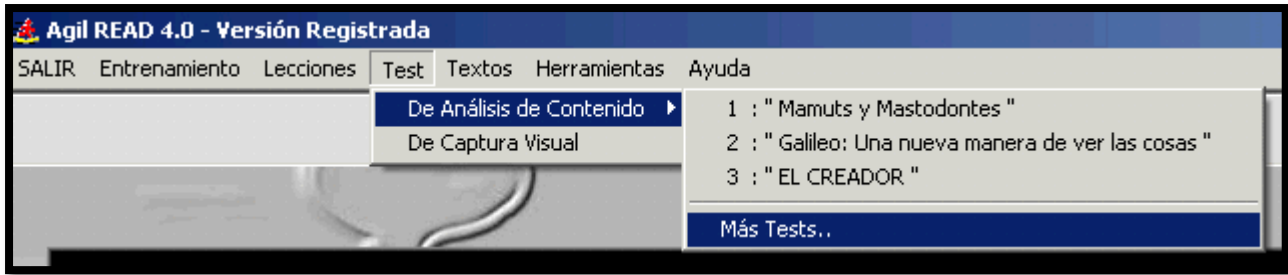 Agil READ 4.0 - Versión Registrada
SALIR Entrenamiento Lecciones Test Textos Herramientas Ayuda
De Análisis de Contenido
De Captura Visual
1 : " Mamuts y Mastodontes "
2 : " Galileo: Una nueva manera de ver las cosas "
3 : " EL CREADOR "
Más Tests..